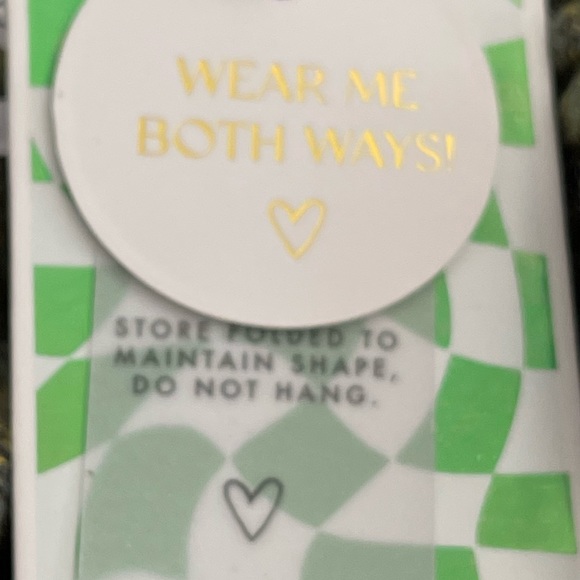 WEAR ME
BOTH WAYS!
STORE FOLDED TO
MAINTAIN SHAPE,
DO NOT HANG.